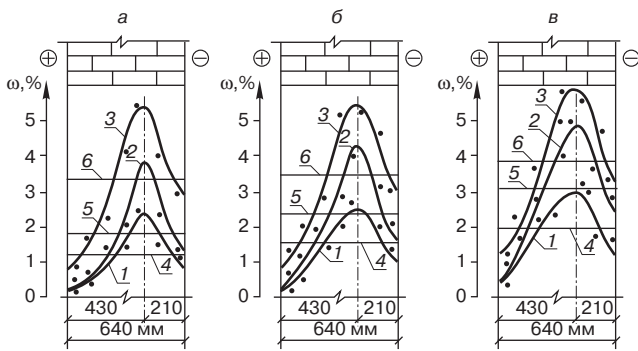 а б в
⊕ ⊖ ⊕ ⊖ ⊕ ⊖
ω,% ω,% ω,%
5 3 5 3 5 3
4 6 2 4 6 2 4 6 2
3 3 3
2 5 2 5 2 5
1 1 4 1 1 4 1 1 4
0 0 0
430 210 430 210 430 210
640 мм 640 мм 640 мм